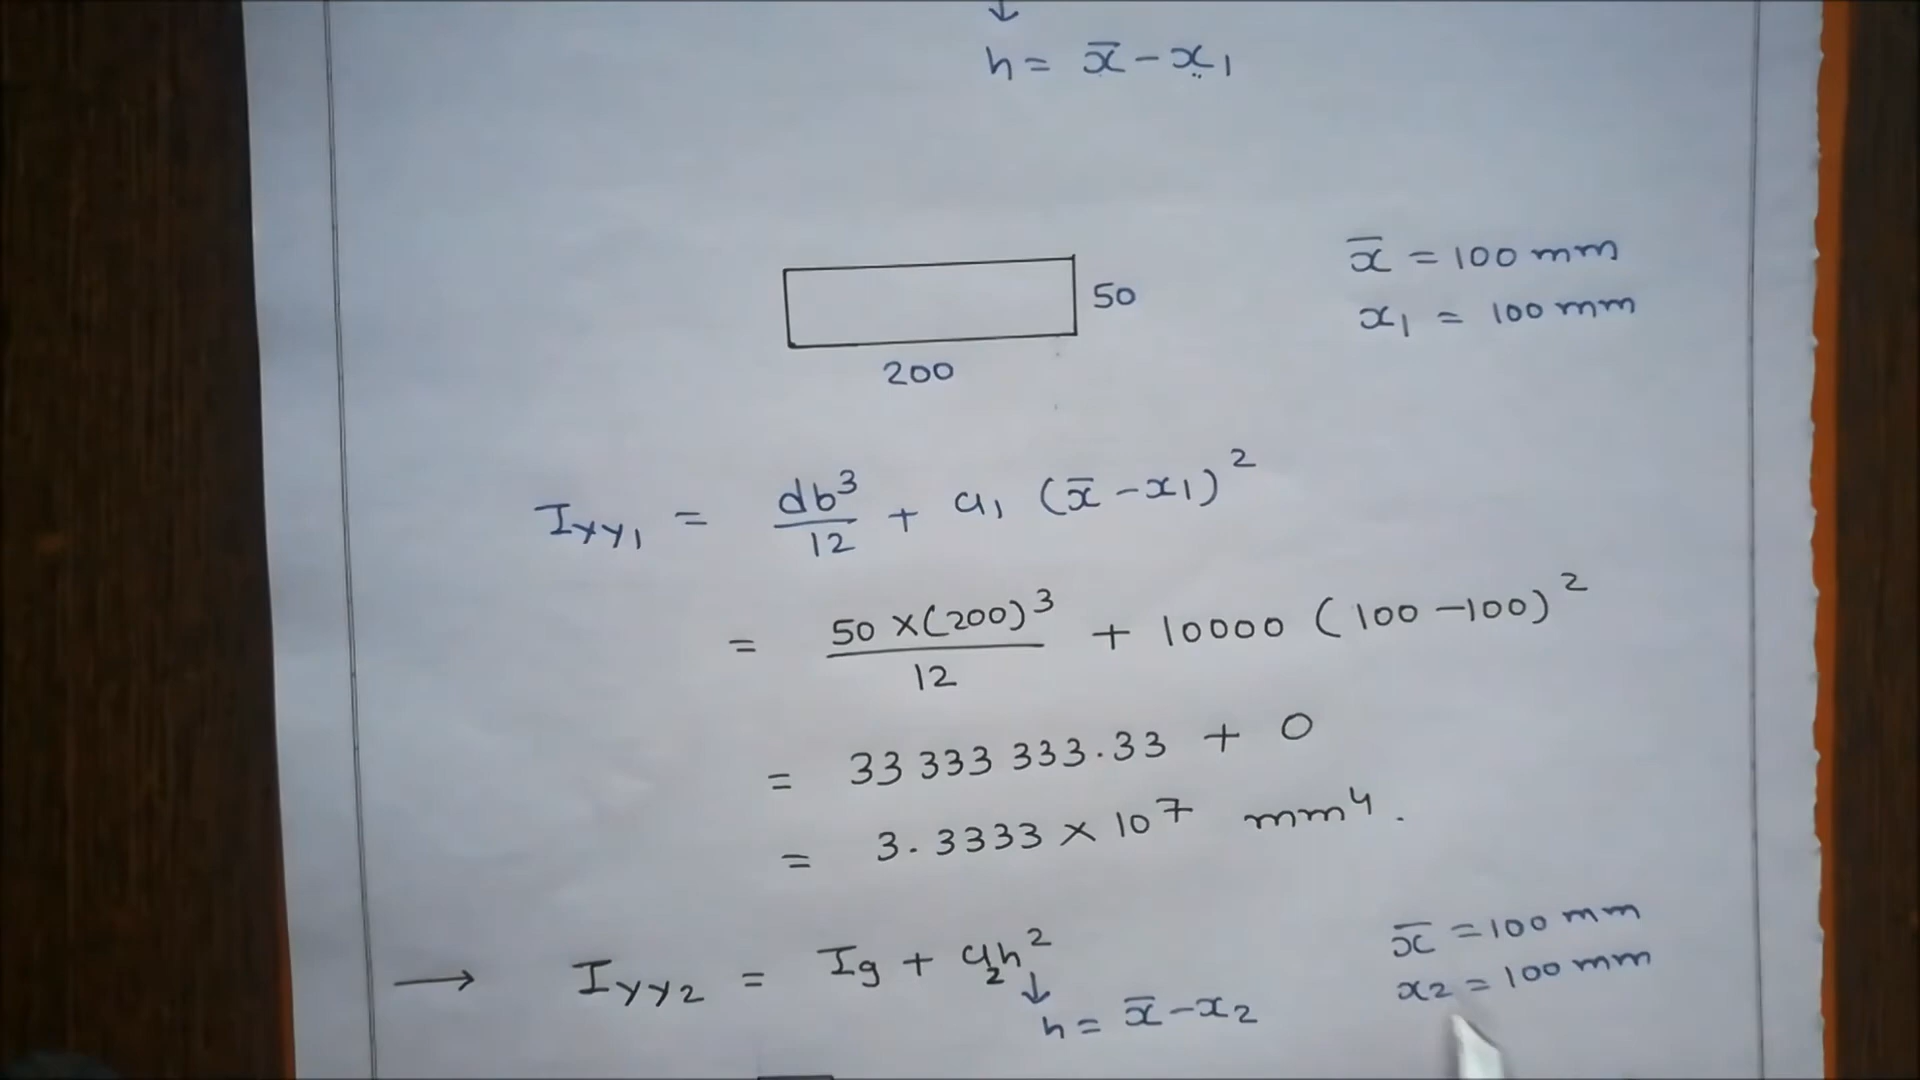 ↓
h = x̄ - x₁
50
200
x̄ = 100 mm
x₁ = 100 mm
Iyy₁ = db³/12 + a₁ (x̄ - x₁)²
= 50 × (200)³/12 + 10000 (100 - 100)²
= 33 333 333.33 + 0
= 3.3333 × 10⁷ mm⁴.
→ Iyy₂ = Ig + a₂h²
↓
h = x̄ - x₂
x̄ = 100 mm
x₂ = 100 mm